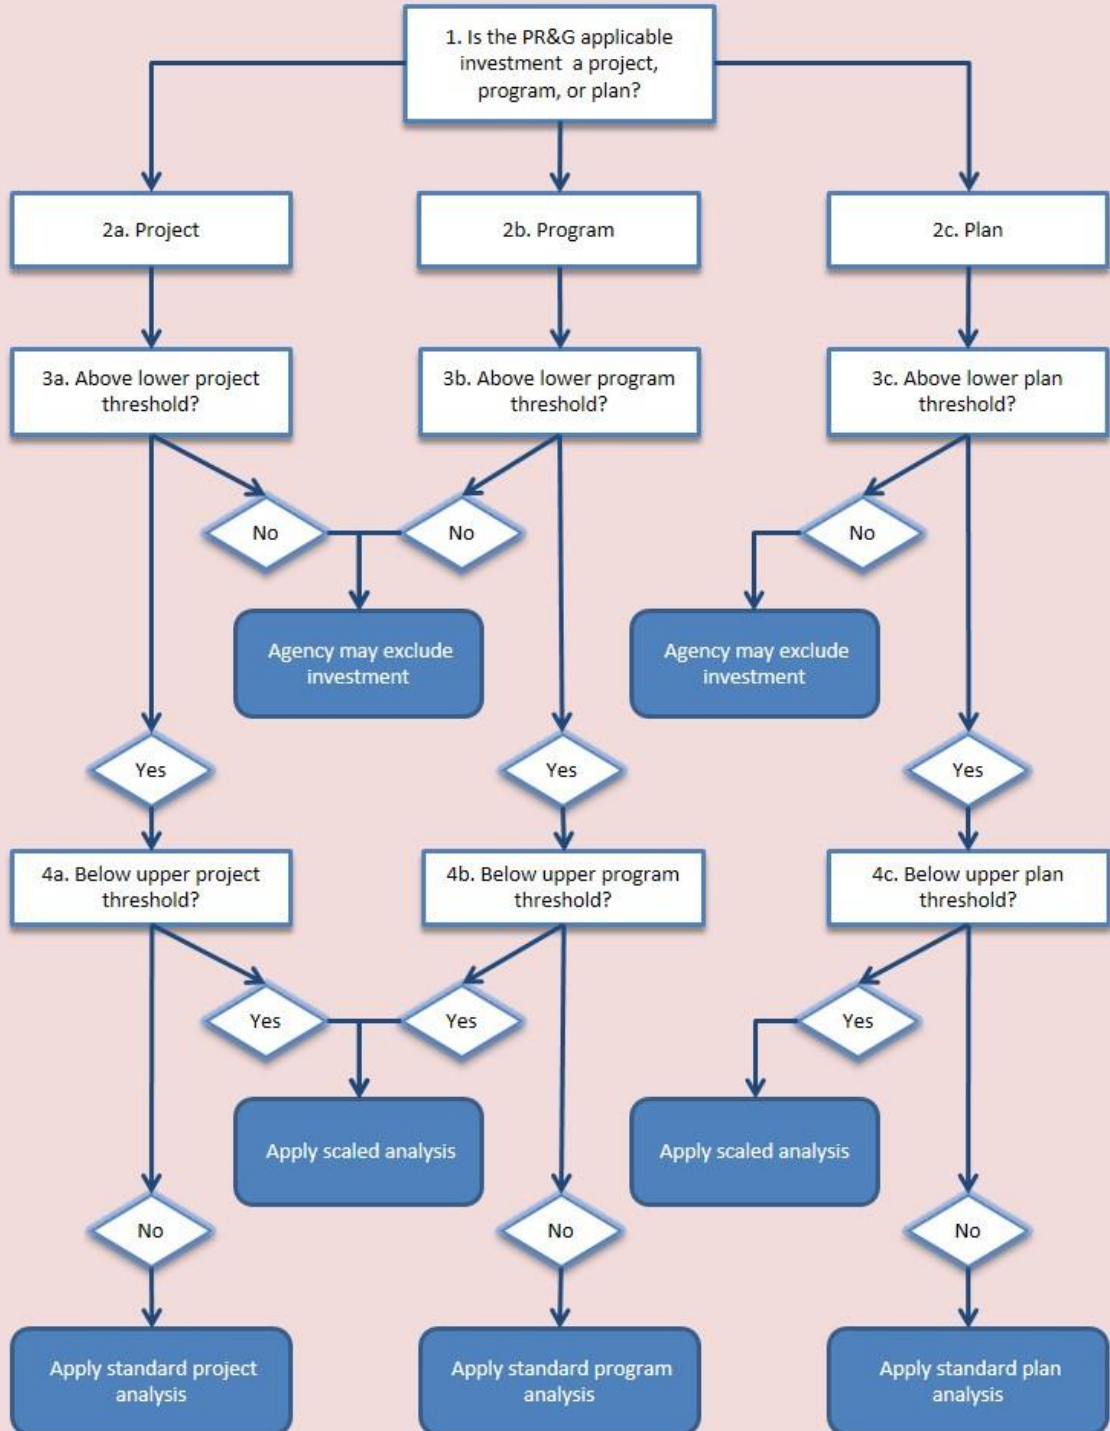 1. Is the PR&G applicable
investment a project,
program, or plan?
2a. Project
2b. Program
2c. Plan
3a. Above lower project
threshold?
3b. Above lower program
threshold?
3c. Above lower plan
threshold?
No
No
No
Agency may exclude
investment
Agency may exclude
investment
Yes
Yes
Yes
4a. Below upper project
threshold?
4b. Below upper program
threshold?
4c. Below upper plan
threshold?
Yes
Yes
Yes
Apply scaled analysis
Apply scaled analysis
No
No
No
Apply standard project
analysis
Apply standard program
analysis
Apply standard plan
analysis